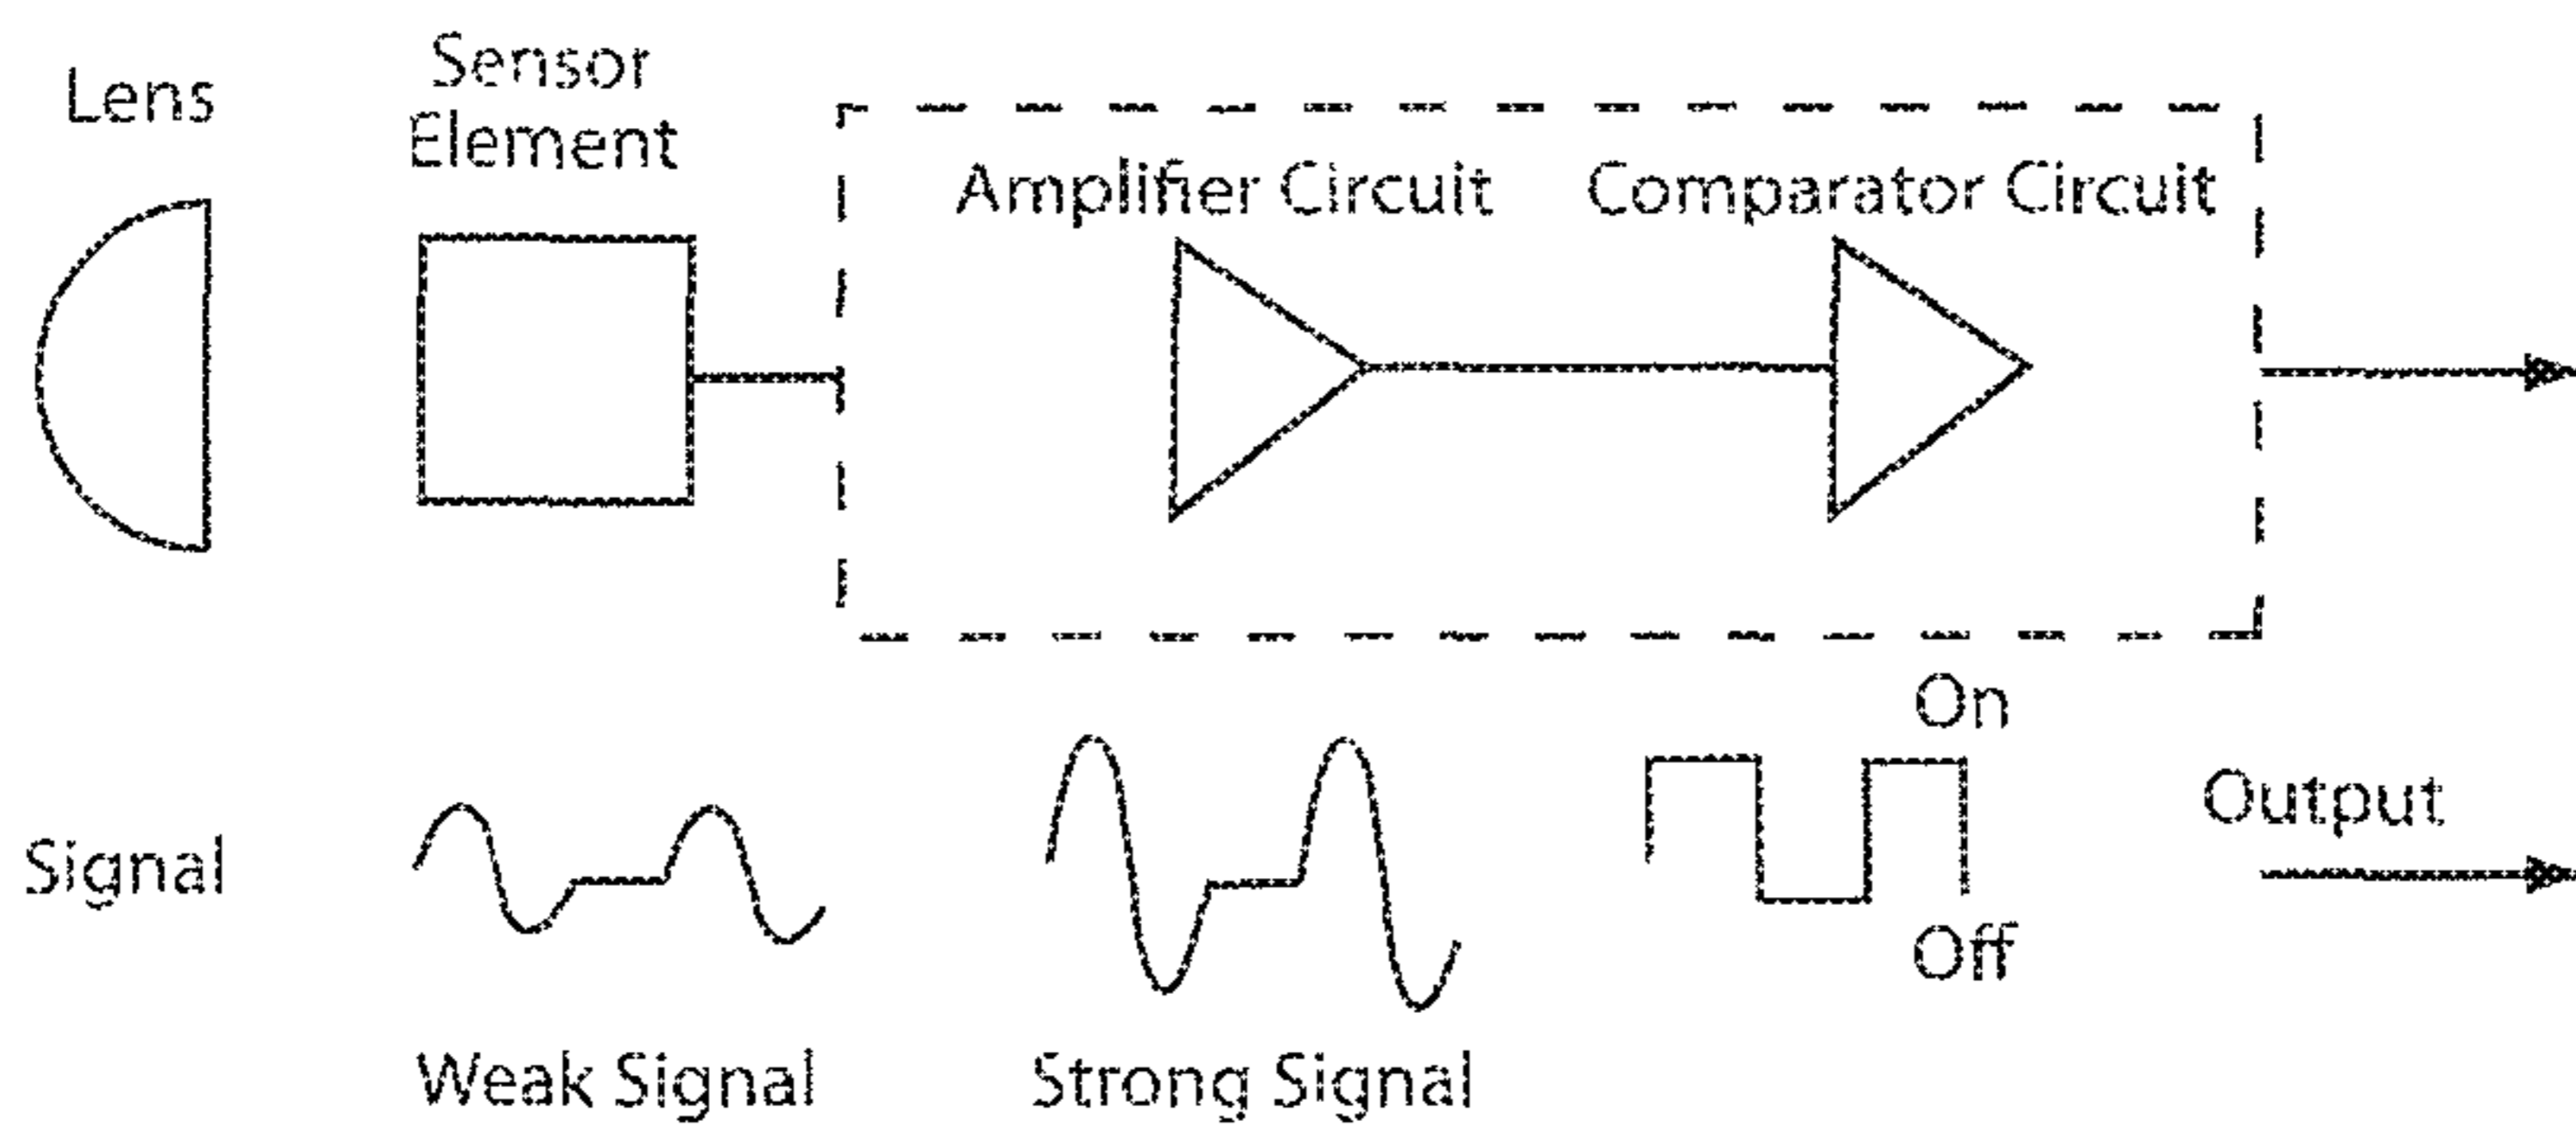 Lens
Sensor
Element
Amplifier Circuit
Comparator Circuit
Signal
On
Off
Output
Weak Signal
Strong Signal